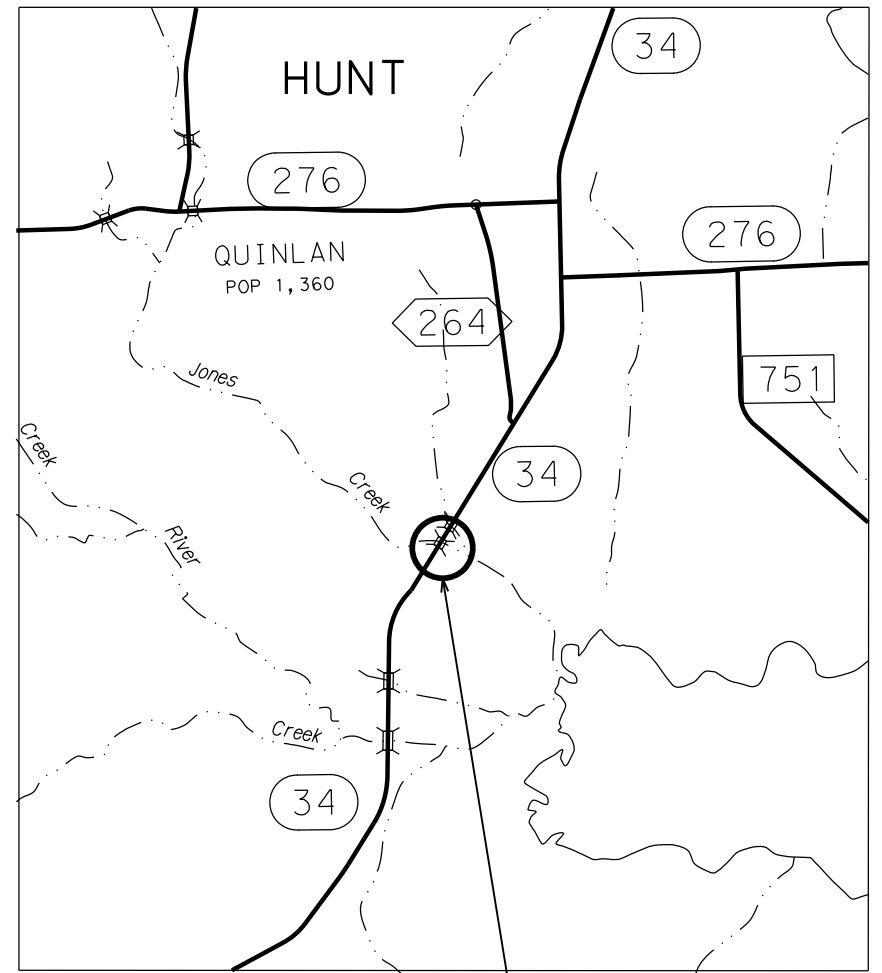 34
HUNT
276
276
QUINLAN
POP 1,360
264
Jones
751
Creek
34
Creek
River
Creek
34